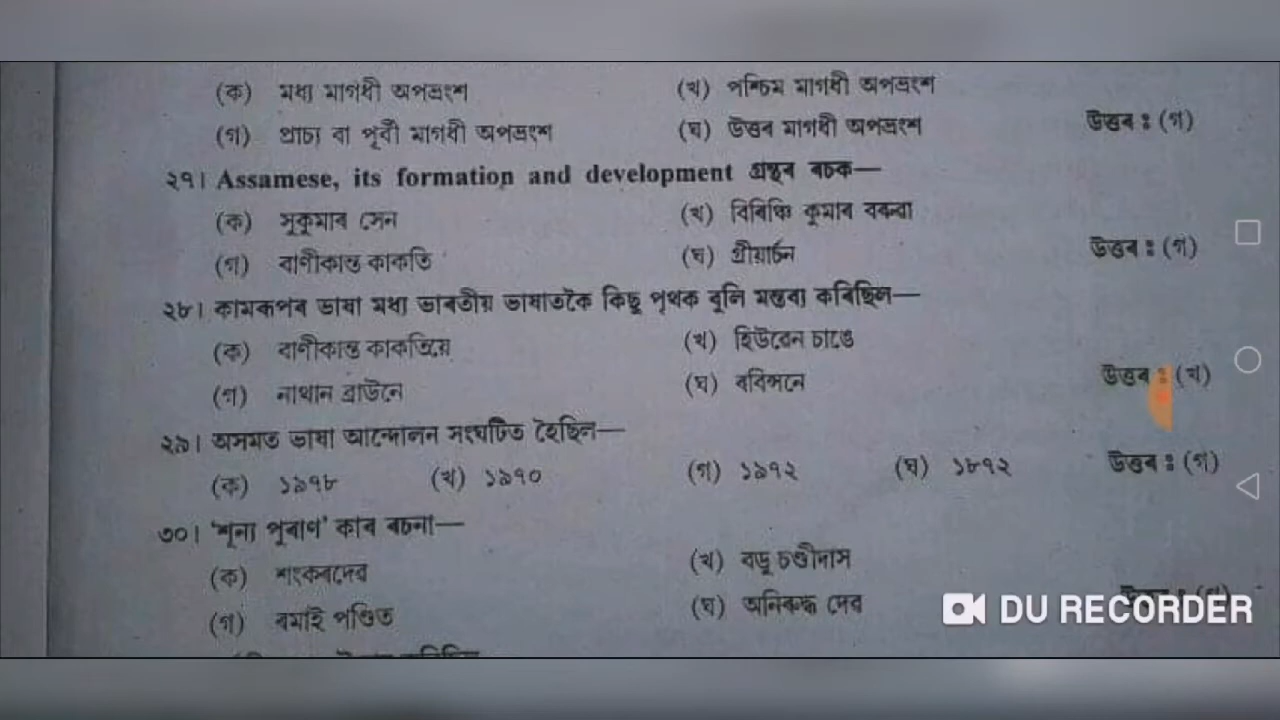 (ক) মধ্য মাগধী অপভ্ৰংশ (খ) পশ্চিম মাগধী অপভ্ৰংশ
(গ) প্ৰাচ্য বা পূৰ্বী মাগধী অপভ্ৰংশ (ঘ) উত্তৰ মাগধী অপভ্ৰংশ উত্তৰ : (গ)
২৭। Assamese, its formation and development গ্ৰন্থৰ ৰচক—
(ক) সুকুমাৰ সেন (খ) বিৰিঞ্চি কুমাৰ বৰুৱা
(গ) বাণীকান্ত কাকতি (ঘ) গ্ৰীয়াৰ্চন উত্তৰ : (গ)
২৮। কামৰূপৰ ভাষা মধ্য ভাৰতীয় ভাষাতকৈ কিছু পৃথক বুলি মন্তব্য কৰিছিল—
(ক) বাণীকান্ত কাকতিয়ে (খ) হিউৱেন চাঙে
(গ) নাথান ব্ৰাউনে (ঘ) ৰবিন্সনে উত্তৰ : (খ)
২৯। অসমত ভাষা আন্দোলন সংঘটিত হৈছিল—
(ক) ১৯৭৮ (খ) ১৯৭০ (গ) ১৯৭২ (ঘ) ১৮৭২ উত্তৰ : (গ)
৩০। 'শূন্য পুৰাণ' কাৰ ৰচনা—
(ক) শংকৰদেৱ (খ) বড়ু চণ্ডীদাস
(গ) ৰমাই পণ্ডিত (ঘ) অনিৰুদ্ধ দেৱ উত্তৰ : (গ)
DU RECORDER